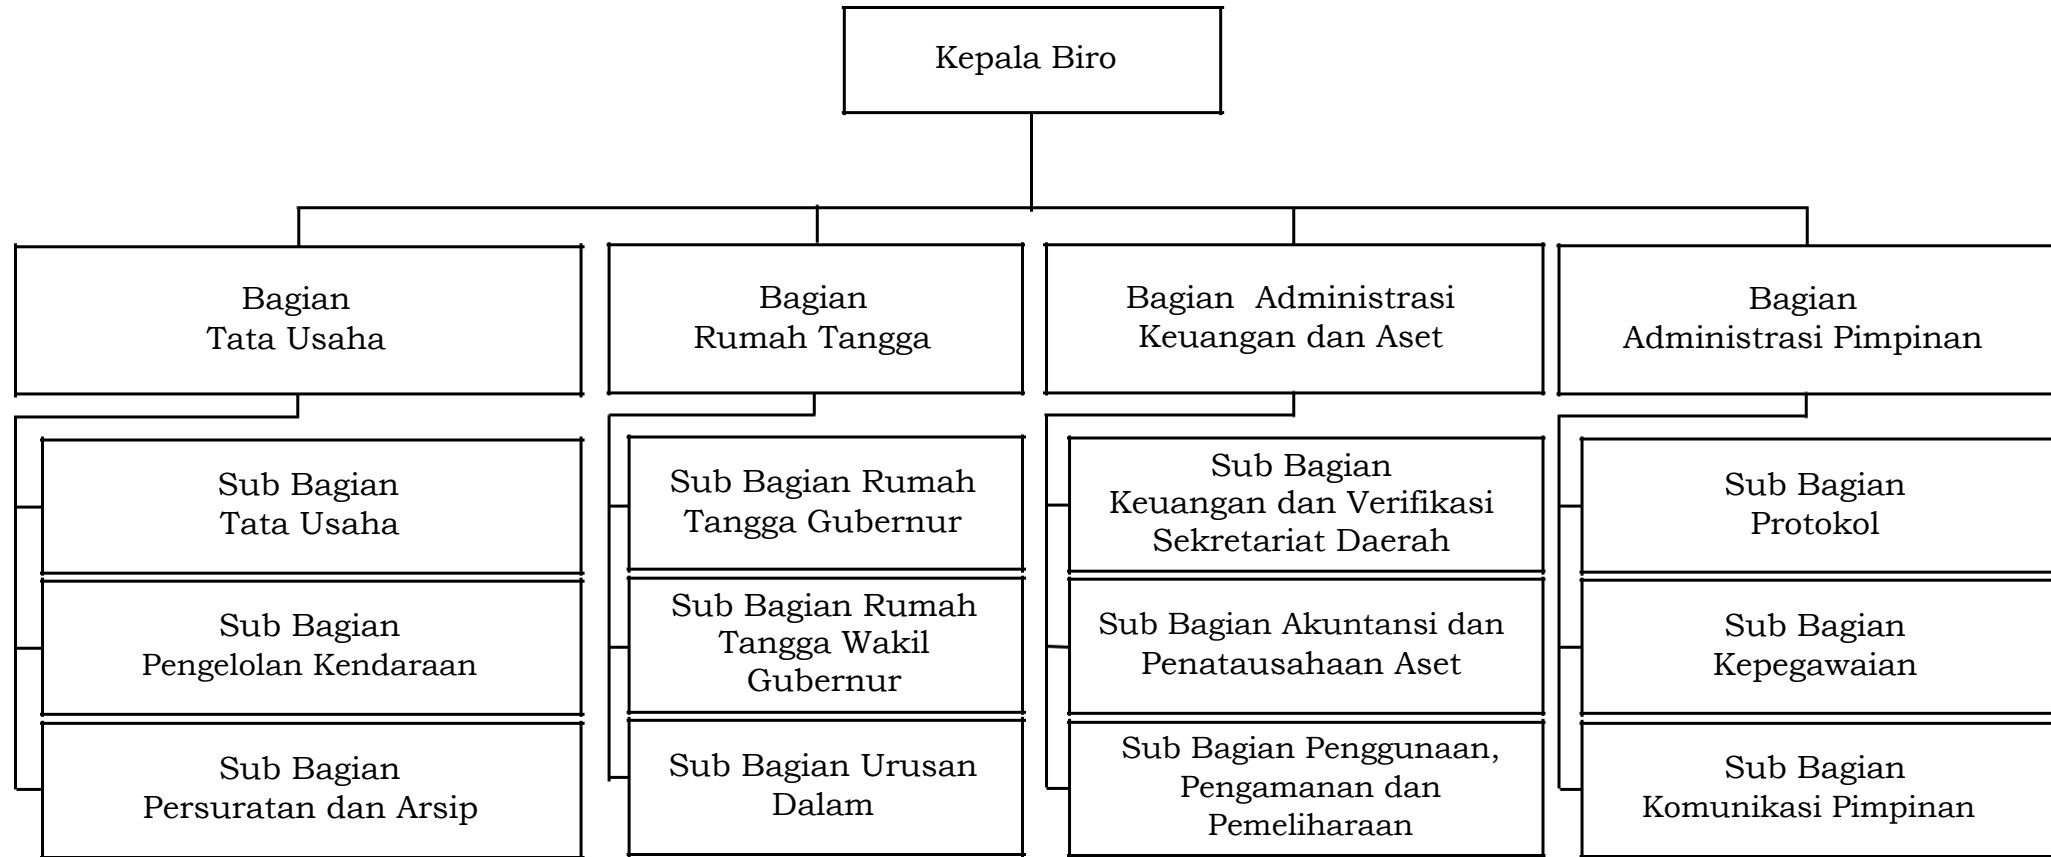 Kepala Biro
Bagian
Tata Usaha
Bagian
Rumah Tangga
Bagian  Administrasi
Keuangan dan Aset
Bagian
Administrasi Pimpinan
Sub Bagian
Tata Usaha
Sub Bagian
Pengelolan Kendaraan
Sub Bagian
Persuratan dan Arsip
Sub Bagian Rumah
Tangga Gubernur
Sub Bagian Rumah
Tangga Wakil
Gubernur
Sub Bagian Urusan
Dalam
Sub Bagian
Keuangan dan Verifikasi
Sekretariat Daerah
Sub Bagian Akuntansi dan
Penatausahaan Aset
Sub Bagian Penggunaan,
Pengamanan dan
Pemeliharaan
Sub Bagian
Protokol
Sub Bagian
Kepegawaian
Sub Bagian
Komunikasi Pimpinan